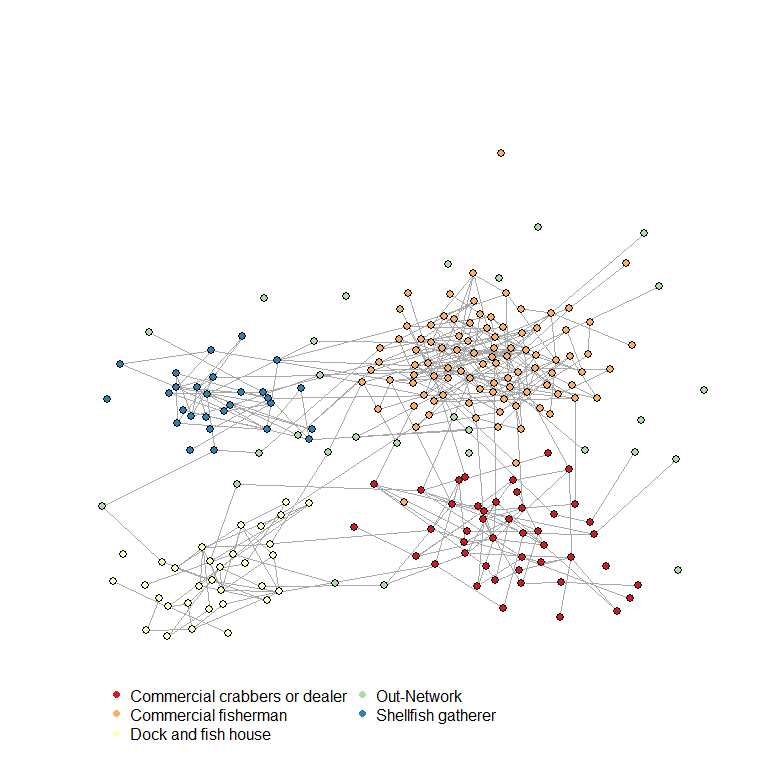 Commercial crabbers or dealer
Commercial fisherman
Dock and fish house
Out-Network
Shellfish gatherer